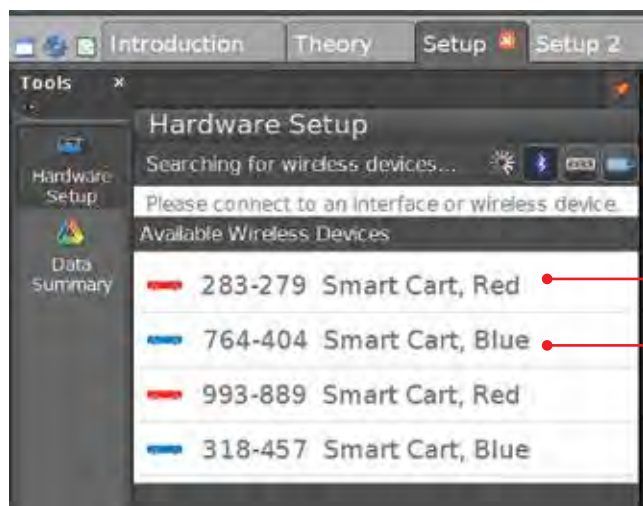 Introduction Theory Setup Setup 2
Tools ×
Hardware Setup
Searching for wireless devices...
Hardware
Setup
Please connect to an interface or wireless device.
Available Wireless Devices
Data
Summary
283-279 Smart Cart, Red
764-404 Smart Cart, Blue
993-889 Smart Cart, Red
318-457 Smart Cart, Blue